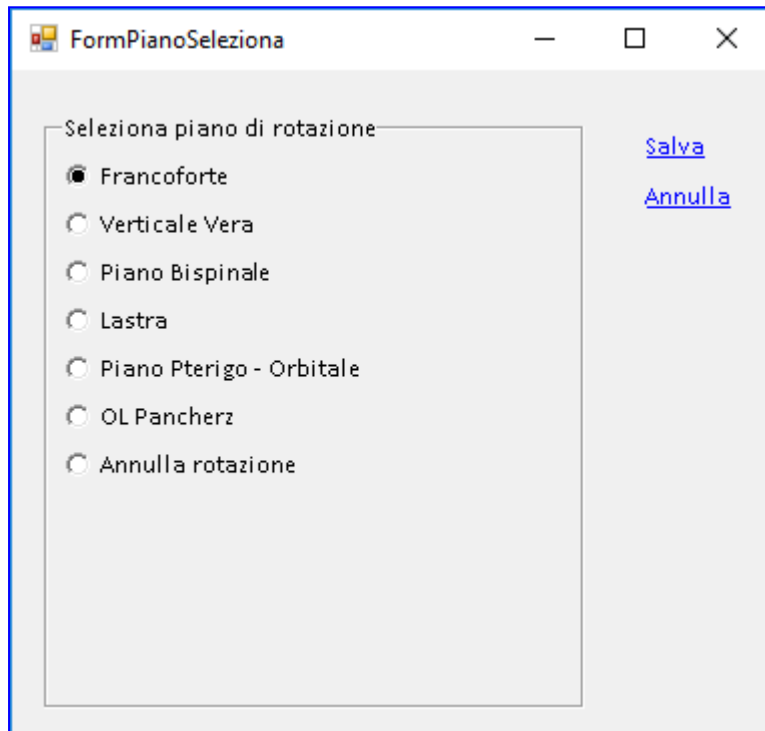 FormPianoSeleziona
Seleziona piano di rotazione
Francoforte
Verticale Vera
Piano Bispinale
Lastra
Piano Pterigo - Orbitale
OL Pancherz
Annulla rotazione
Salva
Annulla